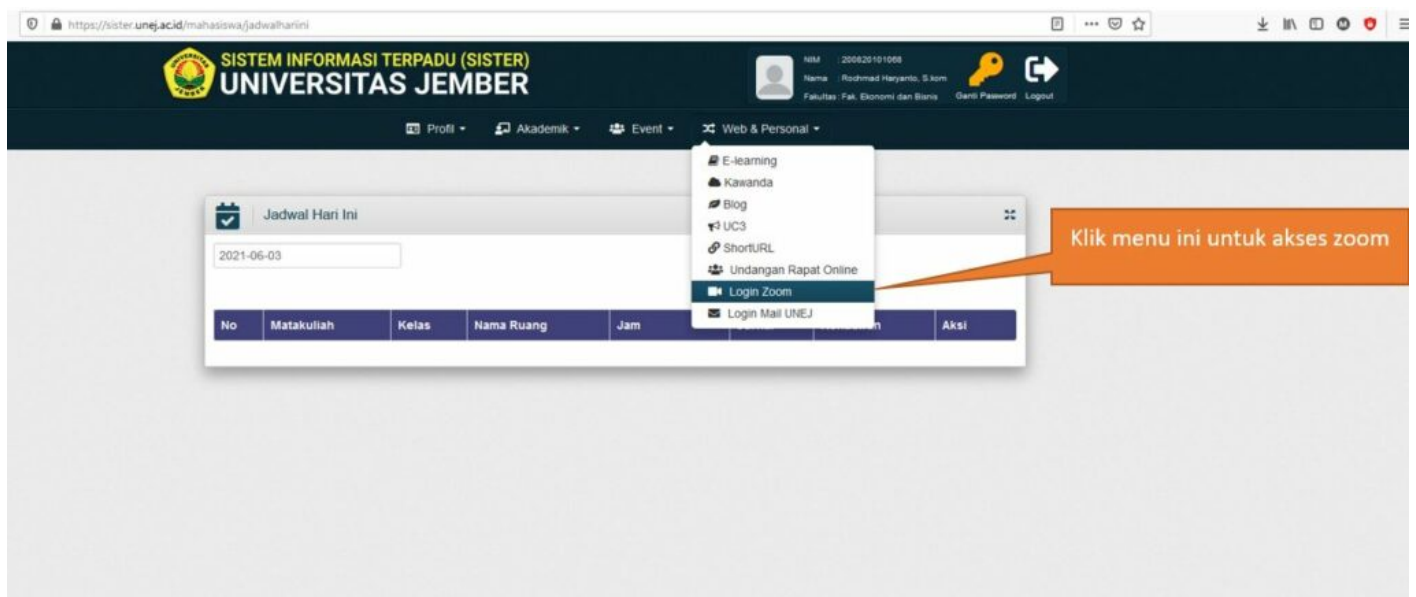 https://sister.unej.ac.id/mahasiswa/jadwalhariini
SISTEM INFORMASI TERPADU (SISTER)
UNIVERSITAS JEMBER
NIM : 200820101068
Nama : Rochmad Haryanto, S.kom
Fakultas : Fak. Ekonomi dan Bisnis
Ganti Password
Logout
Profil
Akademik
Event
Web & Personal
E-learning
Kawanda
Blog
UC3
ShortURL
Undangan Rapat Online
Login Zoom
Login Mail UNEJ
Jadwal Hari Ini
2021-06-03
No Matakuliah Kelas Nama Ruang Jam Aksi
Klik menu ini untuk akses zoom